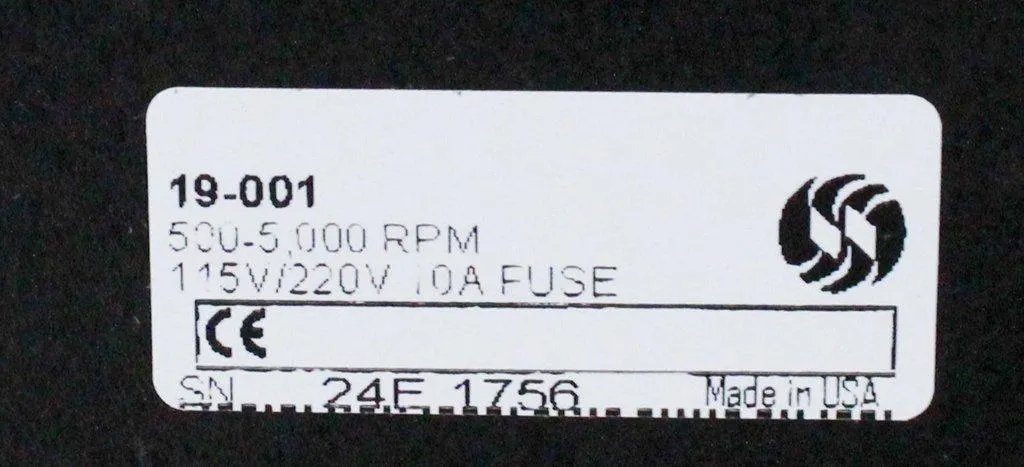 19-001
500-5,000 RPM
115V/220V 10A FUSE
CE
SN 24E 1756 Made in USA